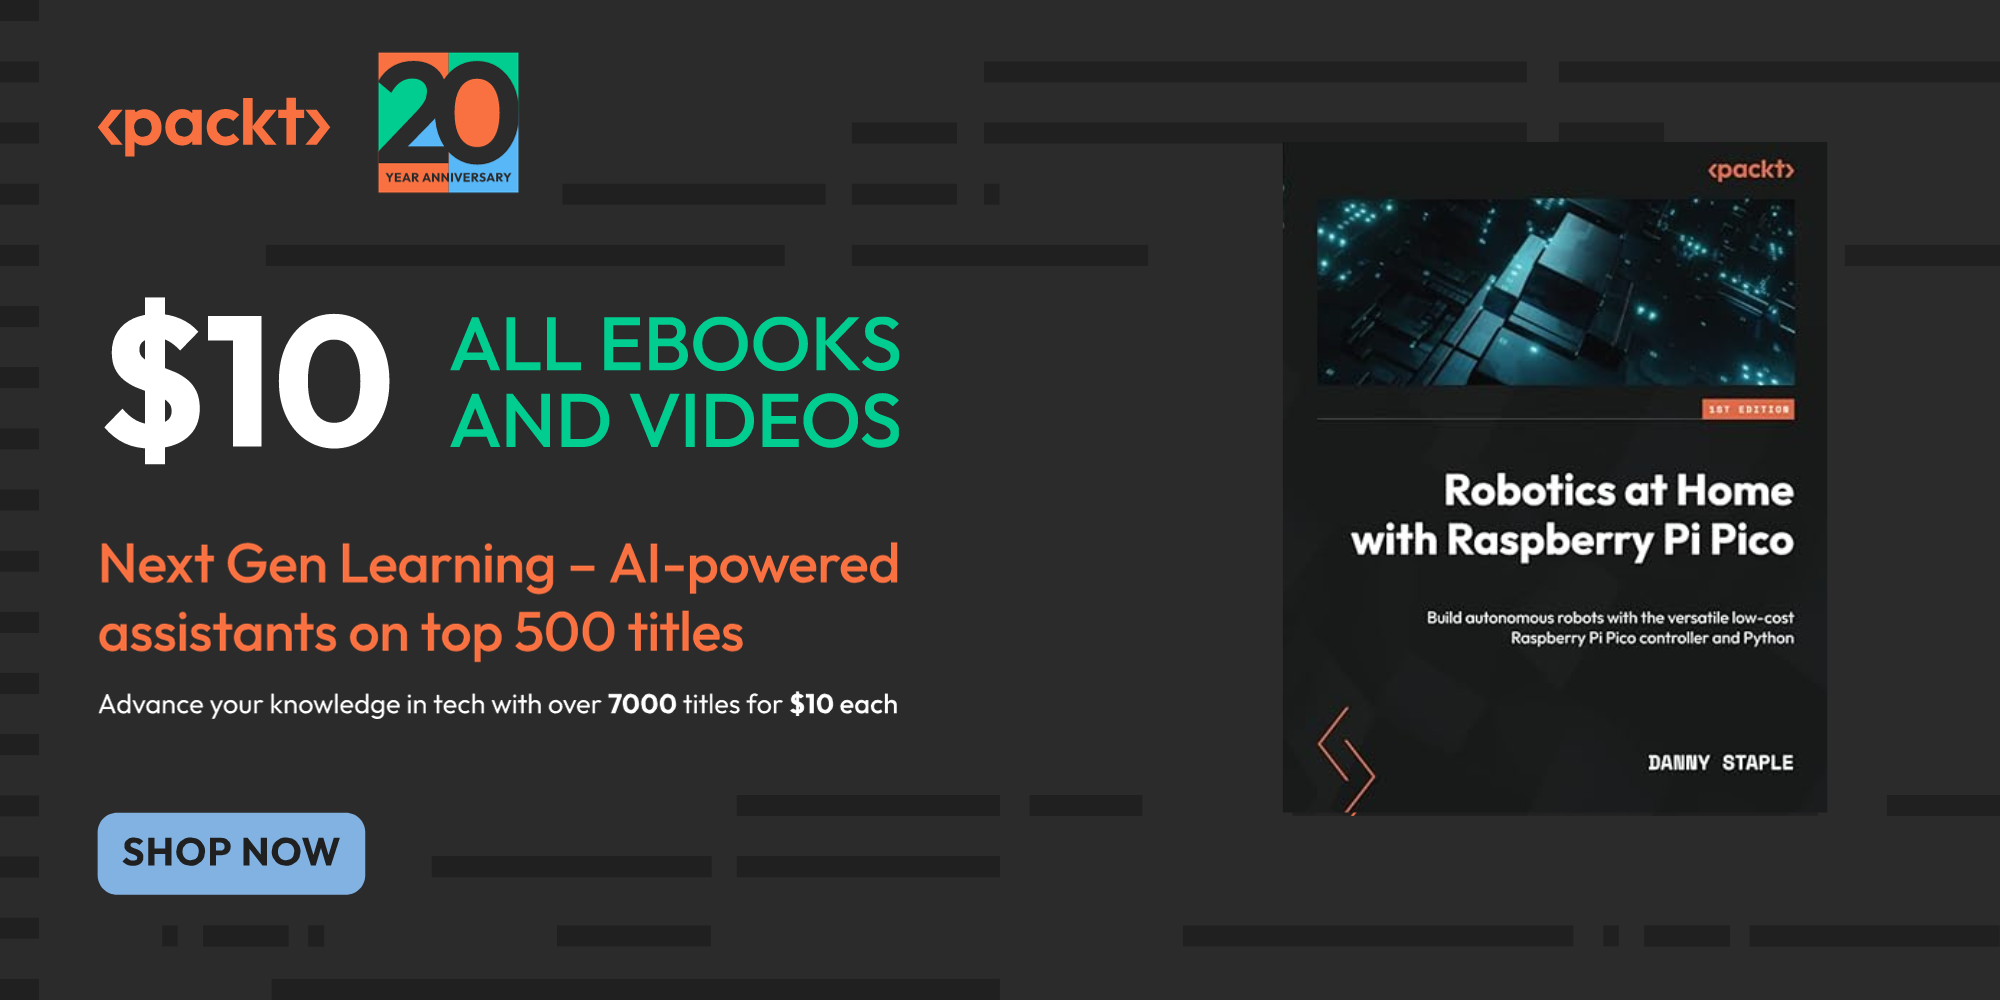 <packt>
20
YEAR ANNIVERSARY
$10
ALL EBOOKS
AND VIDEOS
Next Gen Learning – AI-powered
assistants on top 500 titles
Advance your knowledge in tech with over 7000 titles for $10 each
SHOP NOW
<packt>
1ST EDITION
Robotics at Home
with Raspberry Pi Pico
Build autonomous robots with the versatile low-cost
Raspberry Pi Pico controller and Python
DANNY STAPLE